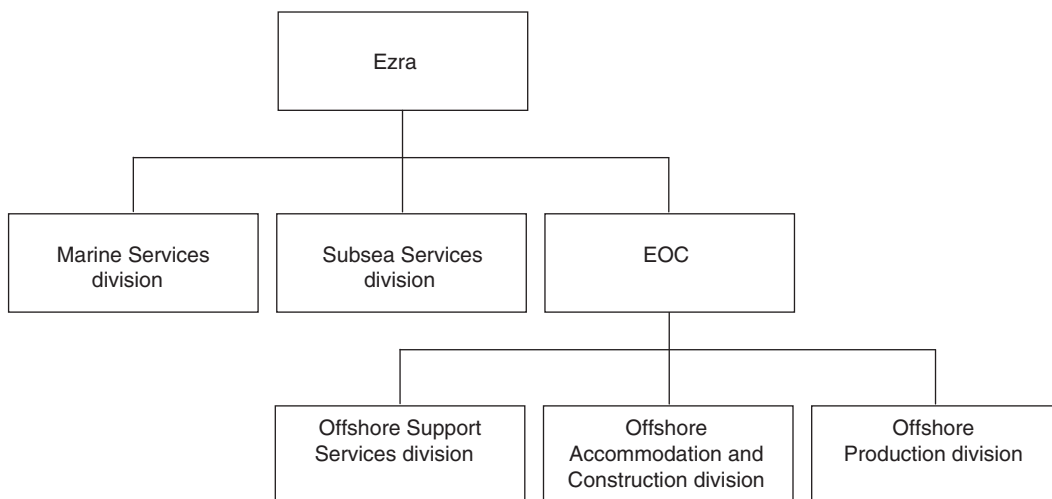 Ezra
Marine Services
division
Subsea Services
division
EOC
Offshore Support
Services division
Offshore
Accommodation and
Construction division
Offshore
Production division